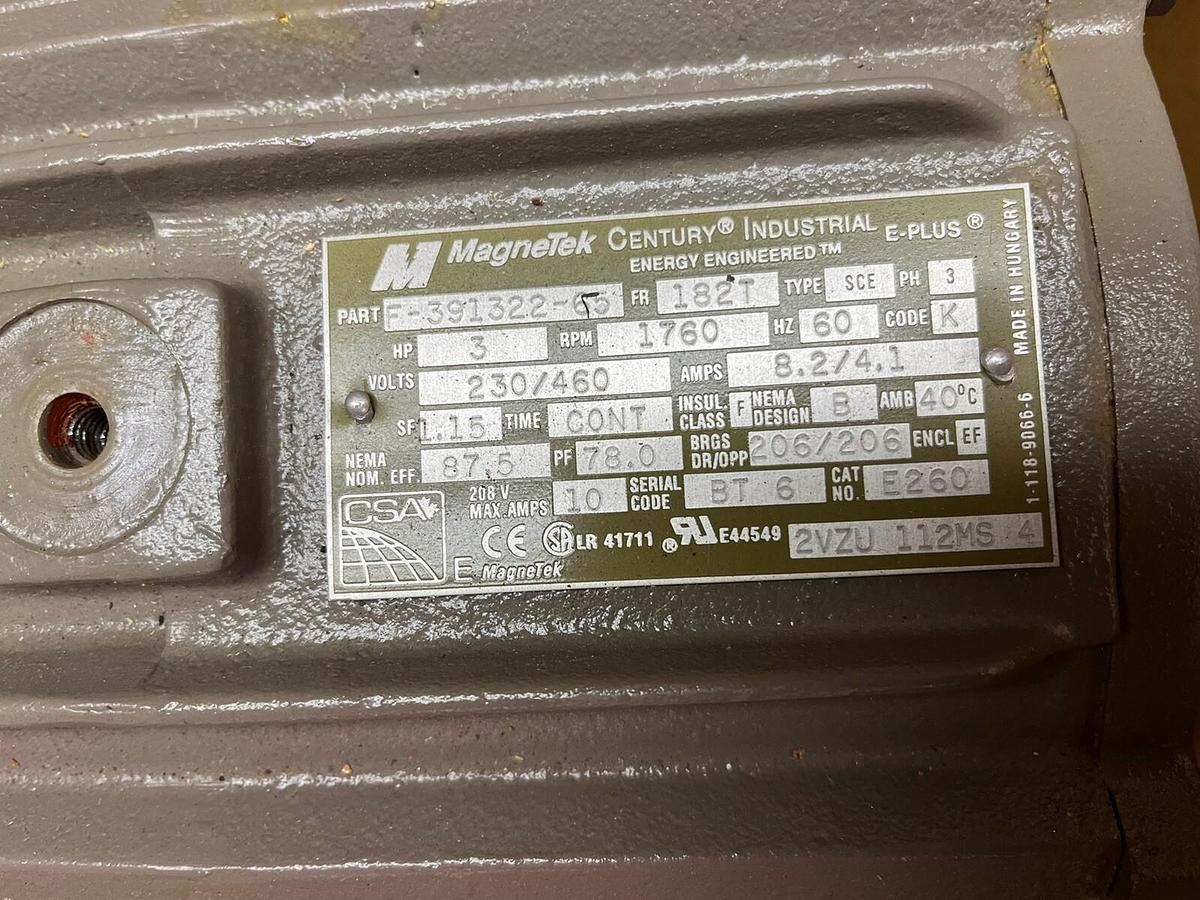 MagneTek CENTURY® INDUSTRIAL E-PLUS®
ENERGY ENGINEERED™
PART F-391322-65 FR 182T TYPE SCE PH 3
HP 3 RPM 1760 HZ 60 CODE K
VOLTS 230/460 AMPS 8.2/4.1
SF 1.15 TIME CONT INSUL CLASS F NEMA DESIGN B AMB 40°C
NEMA NOM. EFF. 87.5 PF 78.0 BRGS DR/OPP 206/206 ENCL EF
208 V MAX. AMPS 10 SERIAL CODE BT 6 CAT NO. E260
CSA E MagneTek CE SA LR 41711 RU ® E44549 2VZU 112MS 4
MADE IN HUNGARY
1-118-9066-6